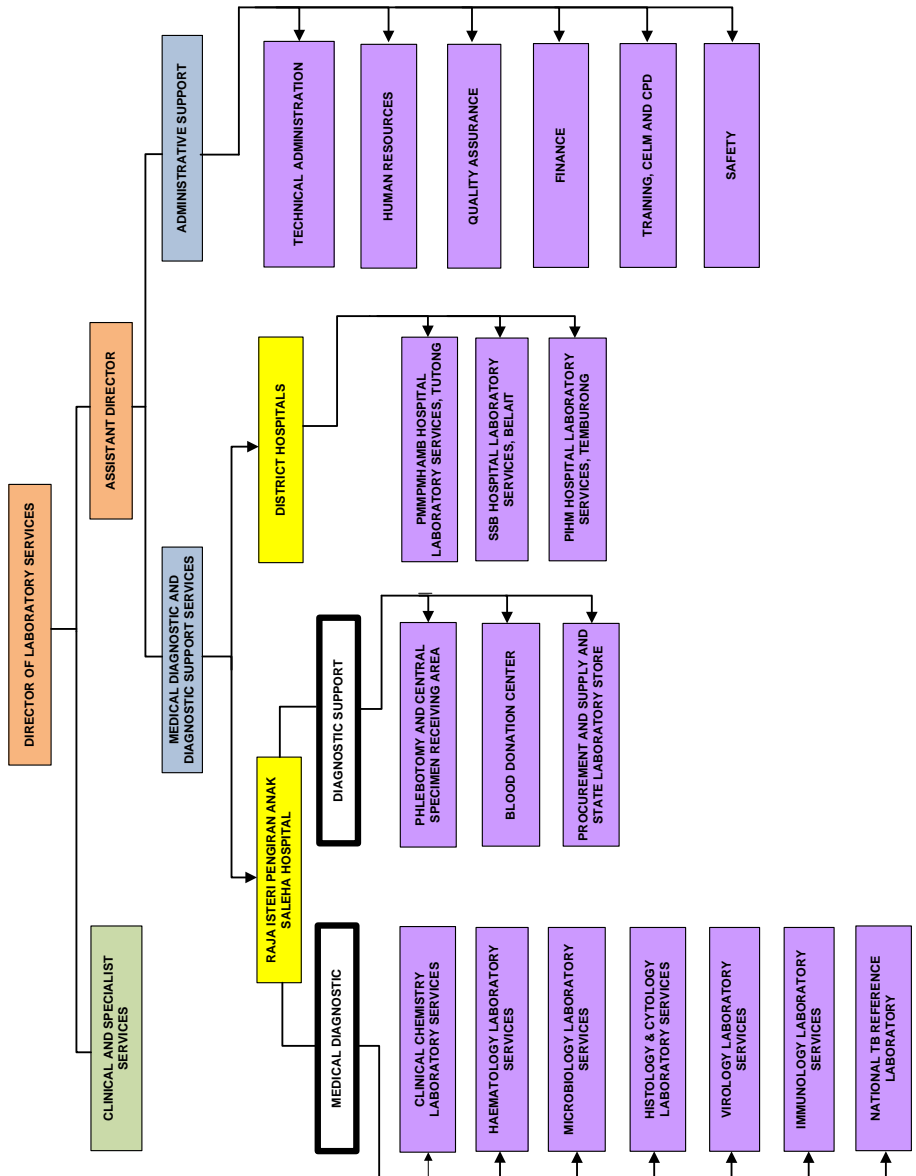 DIRECTOR OF LABORATORY SERVICES
CLINICAL AND SPECIALIST
SERVICES
ASSISTANT DIRECTOR
MEDICAL DIAGNOSTIC AND
DIAGNOSTIC SUPPORT SERVICES
ADMINISTRATIVE SUPPORT
RAJA ISTERI PENGIRAN ANAK
SALEHA HOSPITAL
DISTRICT HOSPITALS
MEDICAL DIAGNOSTIC
DIAGNOSTIC SUPPORT
CLINICAL CHEMISTRY
LABORATORY SERVICES
HAEMATOLOGY LABORATORY
SERVICES
MICROBIOLOGY LABORATORY
SERVICES
HISTOLOGY & CYTOLOGY
LABORATORY SERVICES
VIROLOGY LABORATORY
SERVICES
IMMUNOLOGY LABORATORY
SERVICES
NATIONAL TB REFERENCE
LABORATORY
PHLEBOTOMY AND CENTRAL
SPECIMEN RECEIVING AREA
BLOOD DONATION CENTER
PROCUREMENT AND SUPPLY AND
STATE LABORATORY STORE
PMMPMHAMB HOSPITAL
LABORATORY SERVICES, TUTONG
SSB HOSPITAL LABORATORY
SERVICES, BELAIT
PIHM HOSPITAL LABORATORY
SERVICES, TEMBURONG
TECHNICAL ADMINISTRATION
HUMAN RESOURCES
QUALITY ASSURANCE
FINANCE
TRAINING, CELM AND CPD
SAFETY